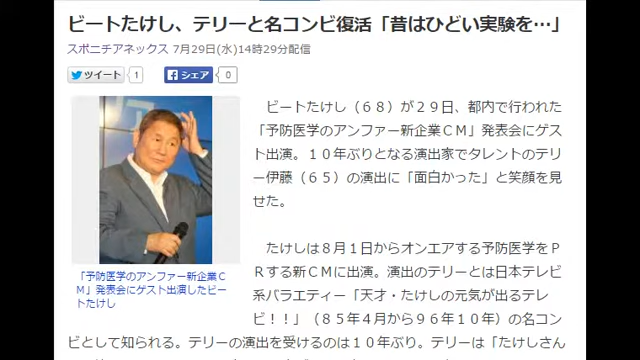 ビートたけし、テリーと名コンビ復活「昔はひどい実験を…」
スポニチアネックス 7月29日(水)14時29分配信
ツイート 1 シェア 0
ビートたけし（６８）が２９日、都内で行われた
「予防医学のアンファー新企業ＣＭ」発表会にゲス
ト出演。１０年ぶりとなる演出家でタレントのテリ
ー伊藤（６５）の演出に「面白かった」と笑顔を見
せた。
「予防医学のアンファー新企業Ｃ
Ｍ」発表会にゲスト出演したビー
トたけし
たけしは８月１日からオンエアする予防医学をＰ
Ｒする新ＣＭに出演。演出のテリーとは日本テレビ
系バラエティー「天才・たけしの元気が出るテレ
ビ！！」（８５年４月から９６年１０年）の名コン
ビとして知られる。テリーの演出を受けるのは１０年ぶり。テリーは「たけしさん